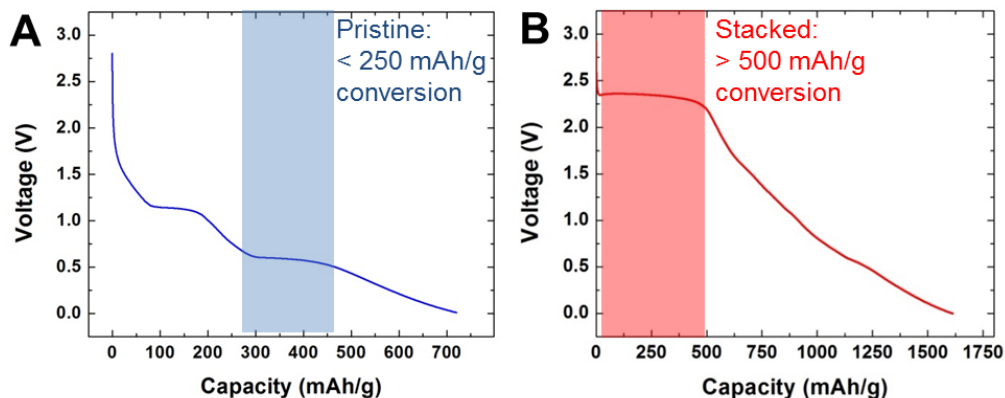 A
Pristine:
< 250 mAh/g
conversion
3.0
2.5
2.0
1.5
1.0
0.5
0.0
Voltage (V)
0 100 200 300 400 500 600 700
Capacity (mAh/g)
B
Stacked:
> 500 mAh/g
conversion
3.0
2.5
2.0
1.5
1.0
0.5
0.0
Voltage (V)
0 250 500 750 1000 1250 1500 1750
Capacity (mAh/g)